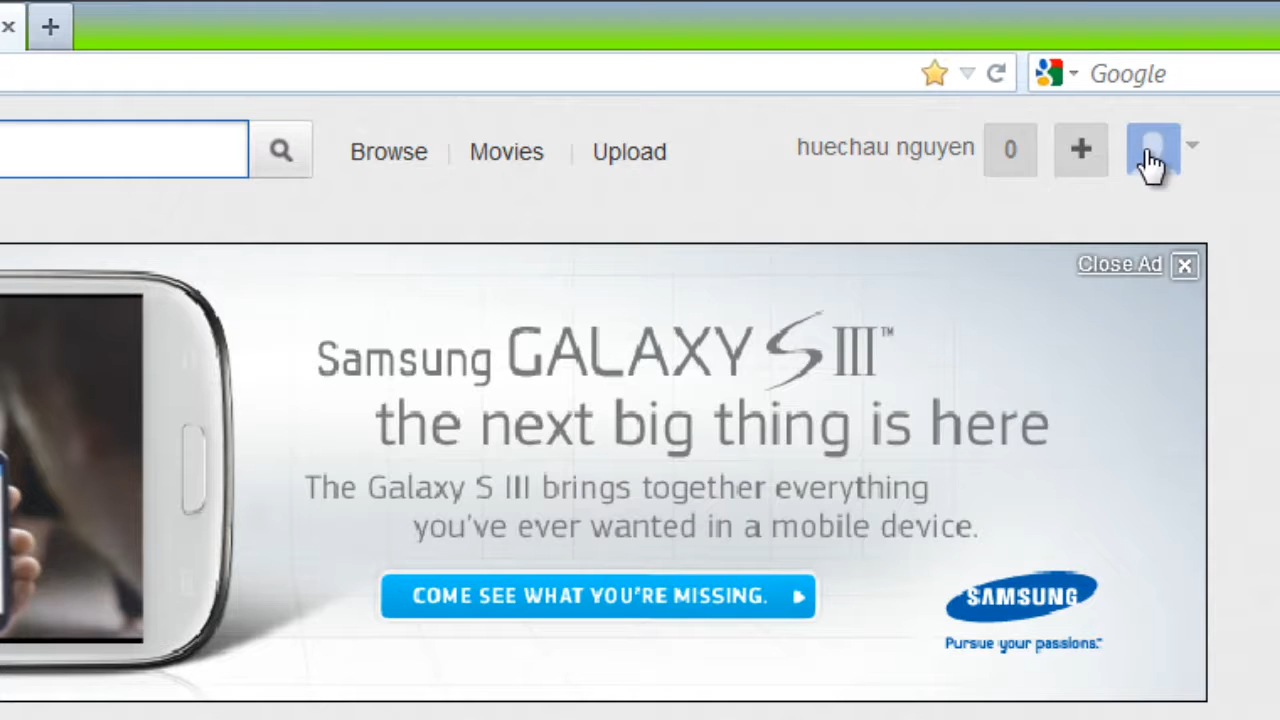 Google
Browse
Movies
Upload
huechau nguyen
0
Close Ad
Samsung GALAXY S III™
the next big thing is here
The Galaxy S III brings together everything
you've ever wanted in a mobile device.
COME SEE WHAT YOU'RE MISSING.
SAMSUNG
Pursue your passions.™